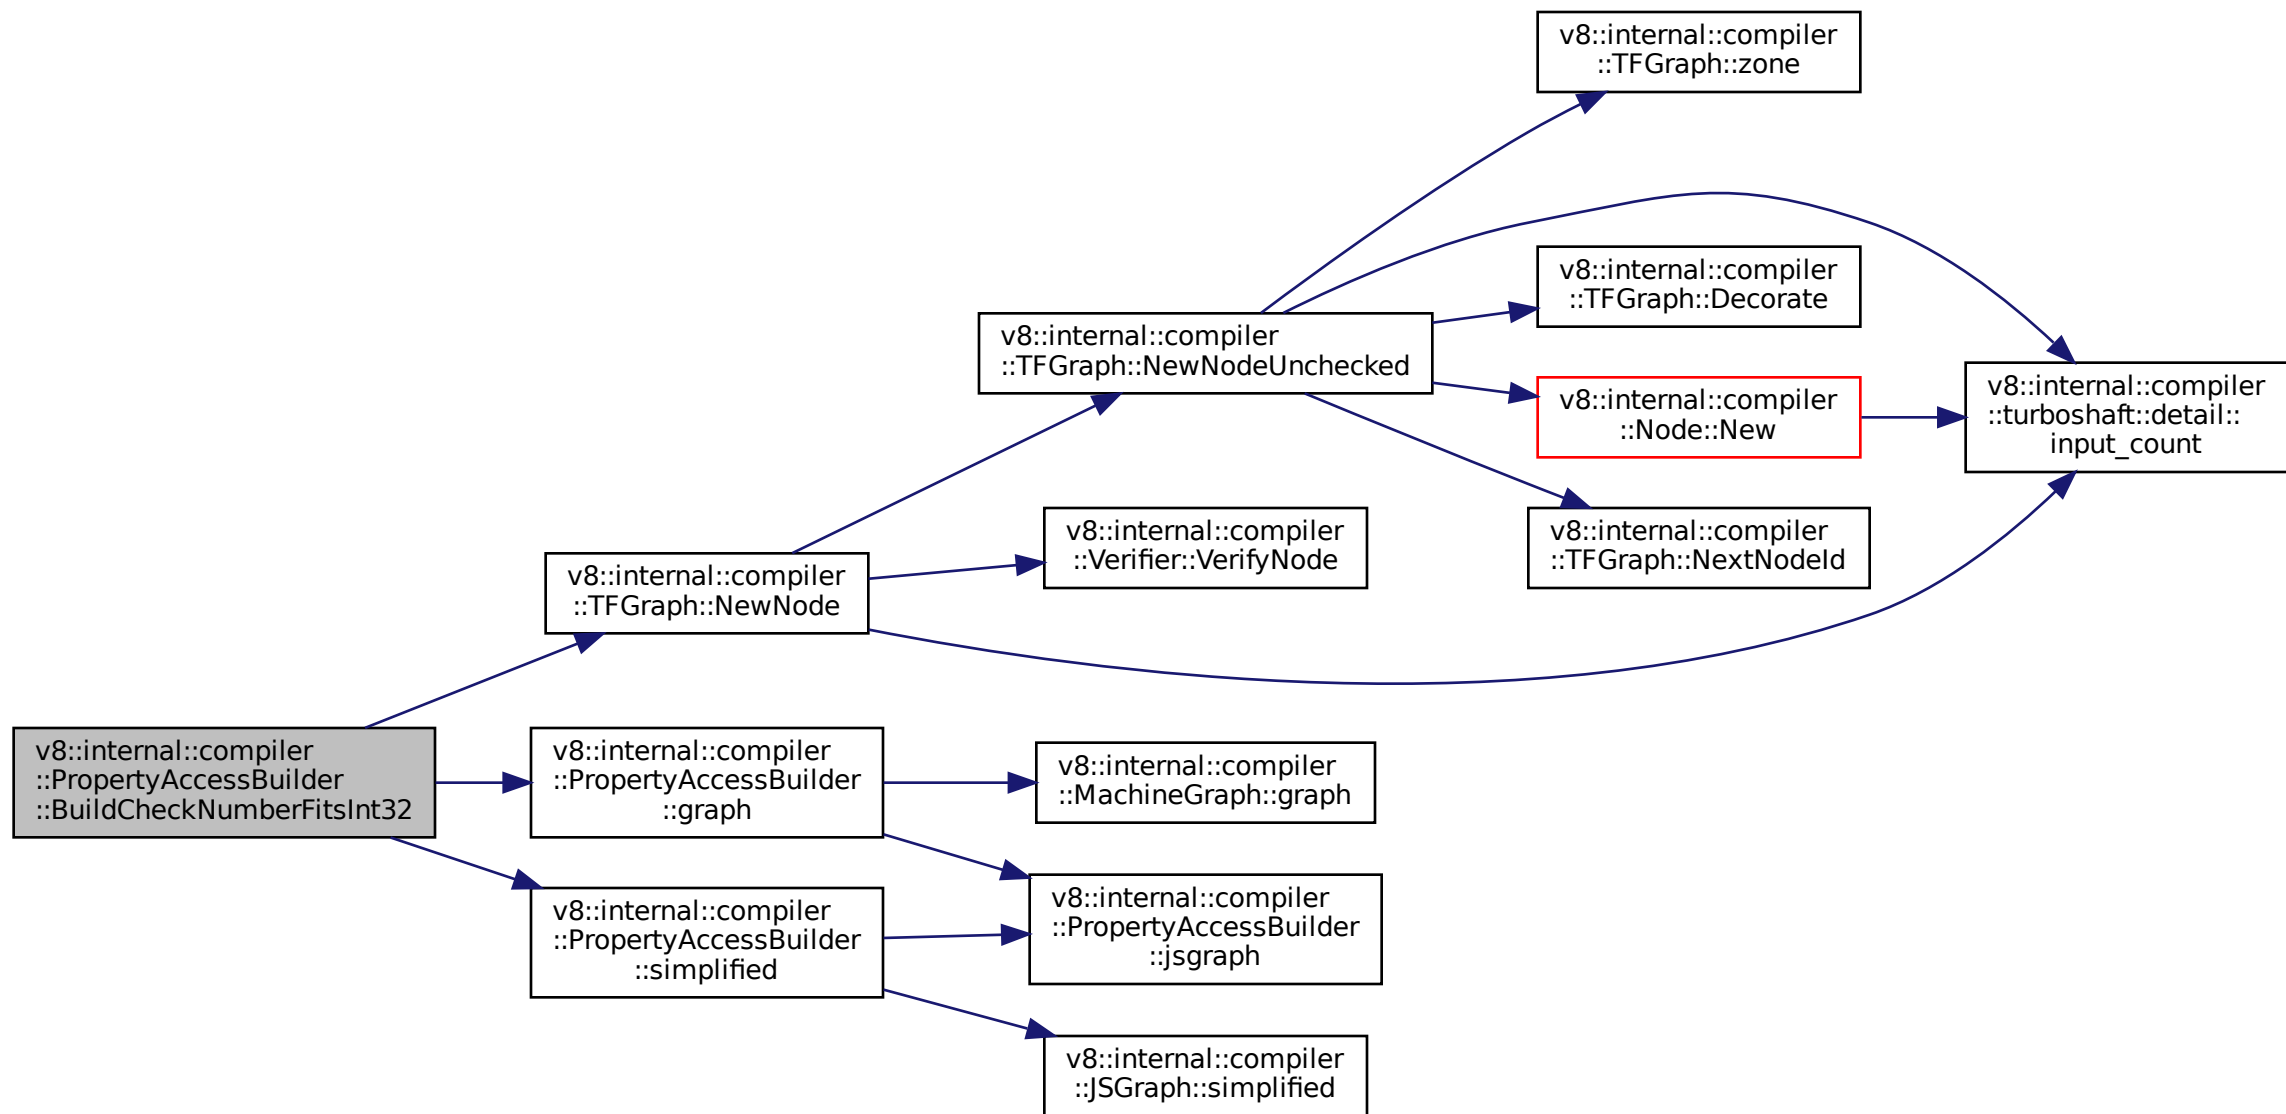 v8::internal::compiler
::TFGraph::zone
v8::internal::compiler
::TFGraph::Decorate
v8::internal::compiler
::TFGraph::NewNodeUnchecked
v8::internal::compiler
::Node::New
v8::internal::compiler
::turboshaft::detail::
input_count
v8::internal::compiler
::TFGraph::NextNodeId
v8::internal::compiler
::Verifier::VerifyNode
v8::internal::compiler
::TFGraph::NewNode
v8::internal::compiler
::PropertyAccessBuilder
::BuildCheckNumberFitsInt32
v8::internal::compiler
::PropertyAccessBuilder
::graph
v8::internal::compiler
::MachineGraph::graph
v8::internal::compiler
::PropertyAccessBuilder
::jsgraph
v8::internal::compiler
::PropertyAccessBuilder
::simplified
v8::internal::compiler
::JSGraph::simplified